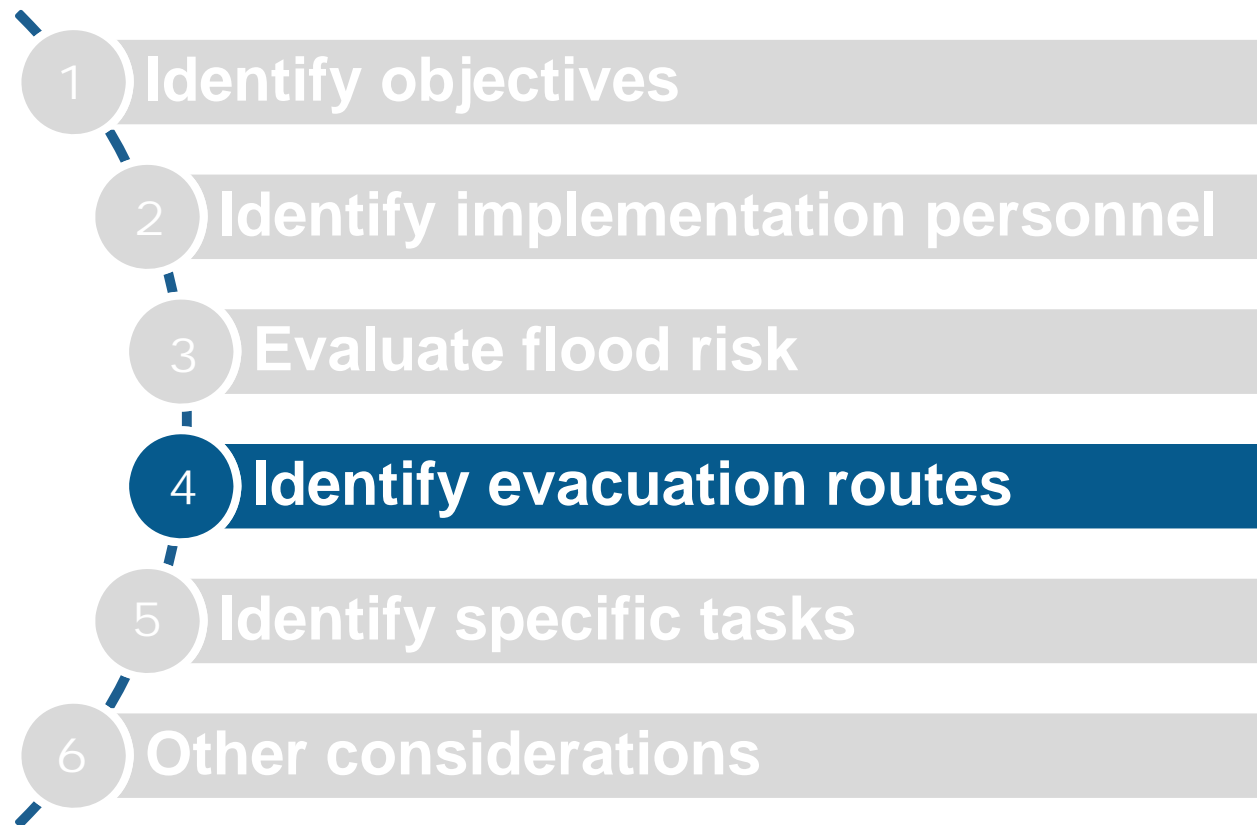 1 Identify objectives
2 Identify implementation personnel
3 Evaluate flood risk
4 Identify evacuation routes
5 Identify specific tasks
6 Other considerations